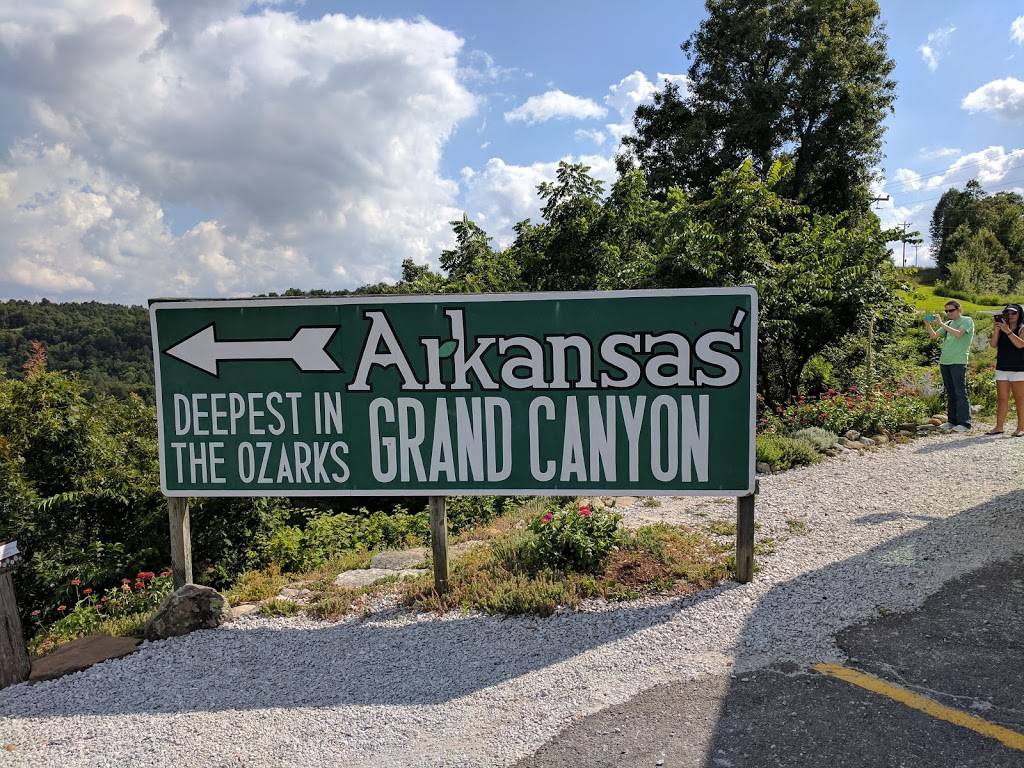 Arkansas'
DEEPEST IN
THE OZARKS
GRAND CANYON